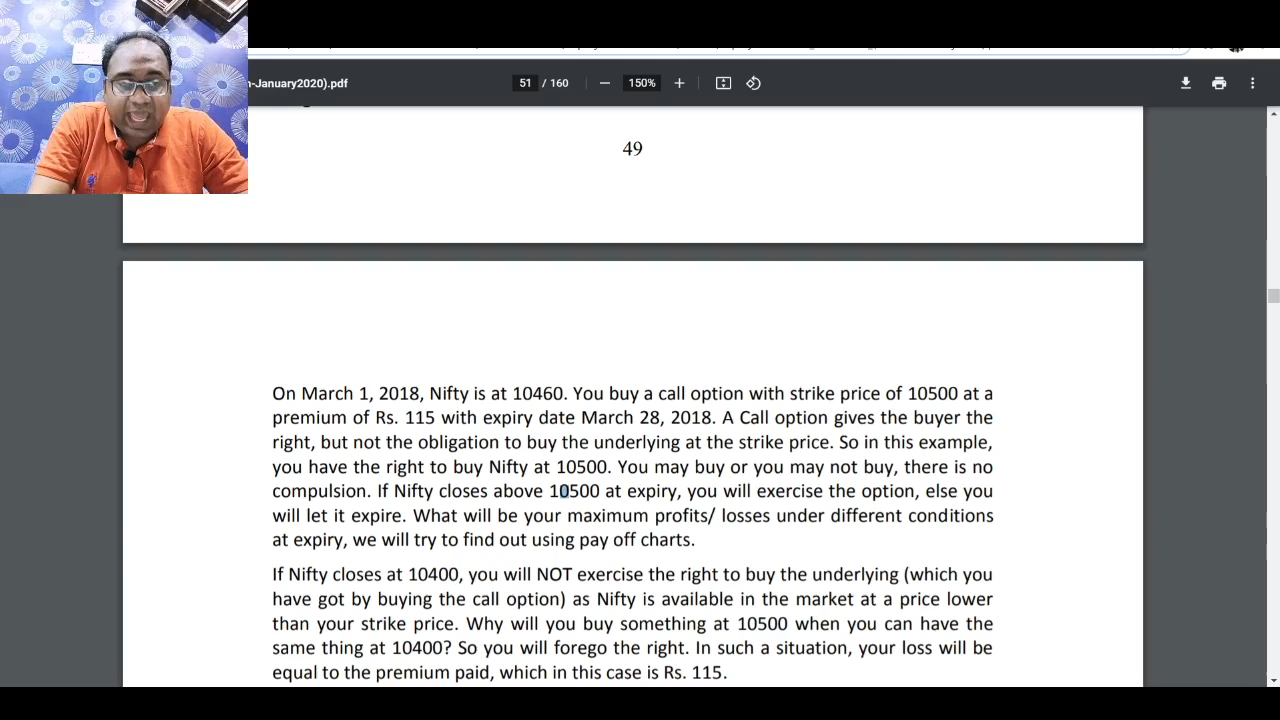 n-January2020).pdf
51 / 160
150%
49
On March 1, 2018, Nifty is at 10460. You buy a call option with strike price of 10500 at a
premium of Rs. 115 with expiry date March 28, 2018. A Call option gives the buyer the
right, but not the obligation to buy the underlying at the strike price. So in this example,
you have the right to buy Nifty at 10500. You may buy or you may not buy, there is no
compulsion. If Nifty closes above 10500 at expiry, you will exercise the option, else you
will let it expire. What will be your maximum profits/ losses under different conditions
at expiry, we will try to find out using pay off charts.
If Nifty closes at 10400, you will NOT exercise the right to buy the underlying (which you
have got by buying the call option) as Nifty is available in the market at a price lower
than your strike price. Why will you buy something at 10500 when you can have the
same thing at 10400? So you will forego the right. In such a situation, your loss will be
equal to the premium paid, which in this case is Rs. 115.